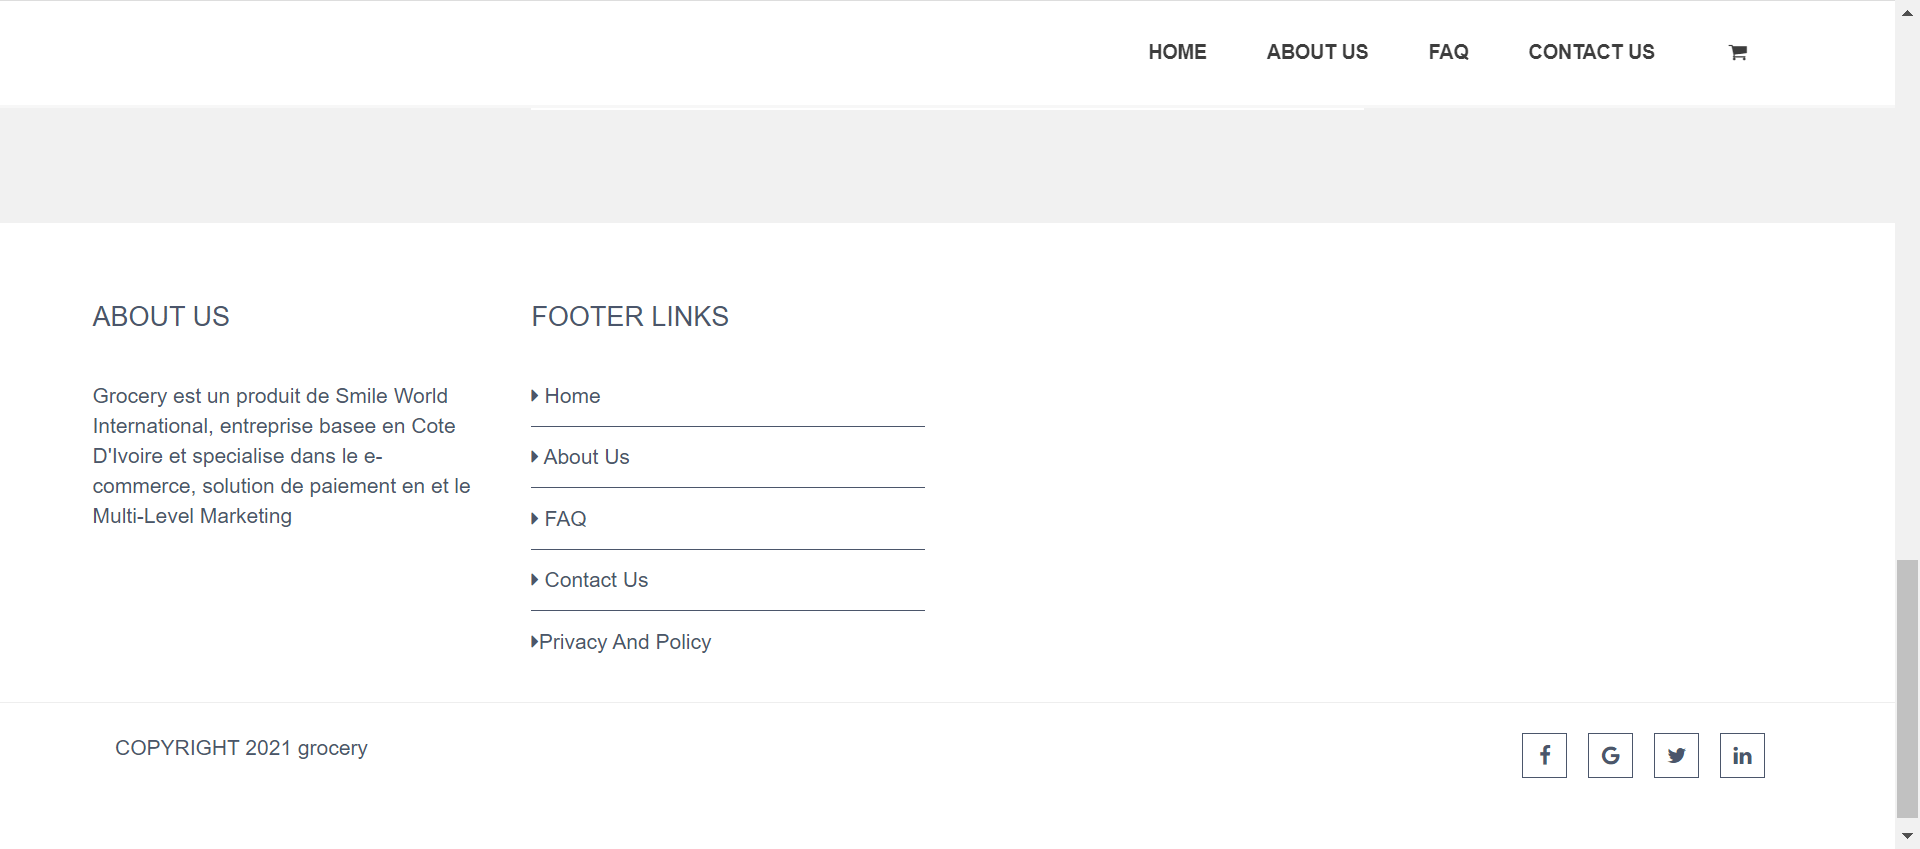 HOME ABOUT US FAQ CONTACT US
ABOUT US
Grocery est un produit de Smile World
International, entreprise basee en Cote
D'Ivoire et specialise dans le e-
commerce, solution de paiement en et le
Multi-Level Marketing
FOOTER LINKS
Home
About Us
FAQ
Contact Us
Privacy And Policy
COPYRIGHT 2021 grocery